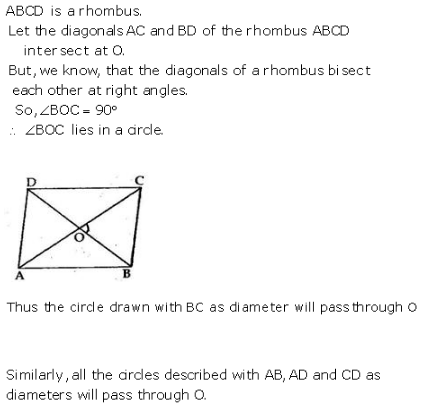 ABCD is a rhombus.
Let the diagonals AC and BD of the rhombus ABCD
intersect at O.
But, we know, that the diagonals of a rhombus bisect
each other at right angles.
So, ∠BOC = 90°
∴ ∠BOC lies in a circle.
D C
O
A B
Thus the circle drawn with BC as diameter will pass through O
Similarly, all the circles described with AB, AD and CD as
diameters will pass through O.